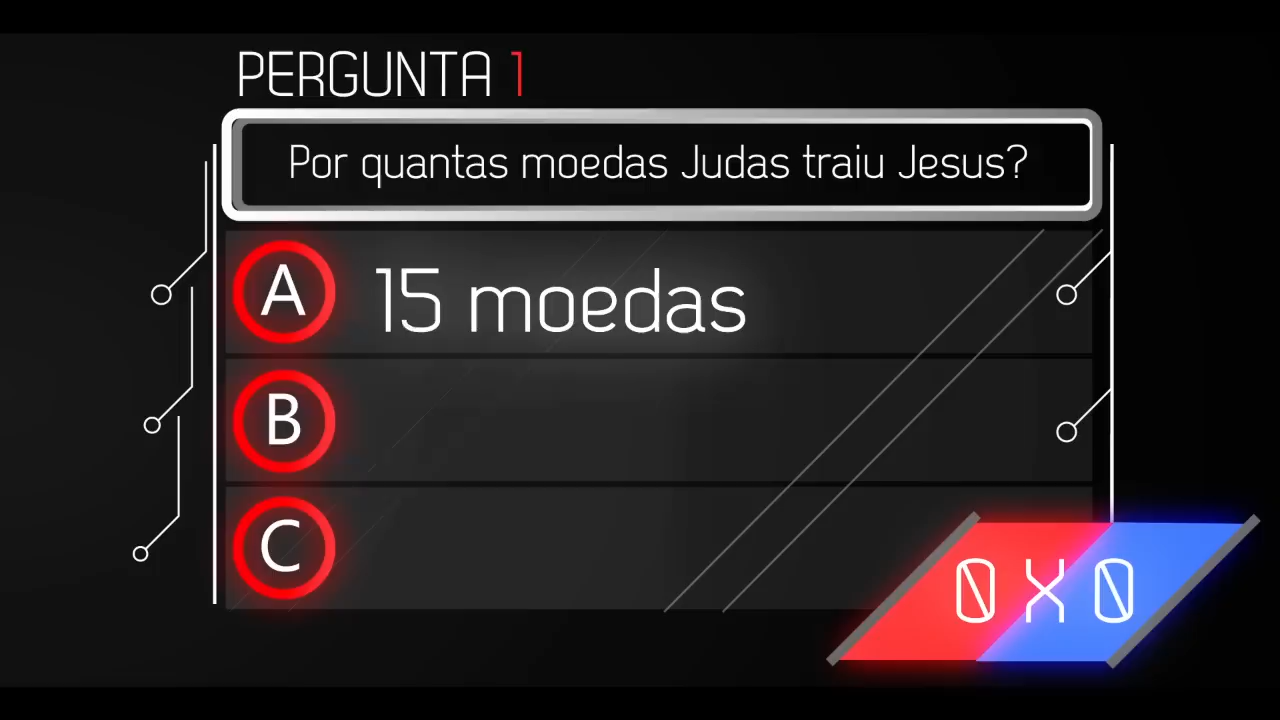 PERGUNTA 1
Por quantas moedas Judas traiu Jesus?
A 15 moedas
B
C
0 X 0